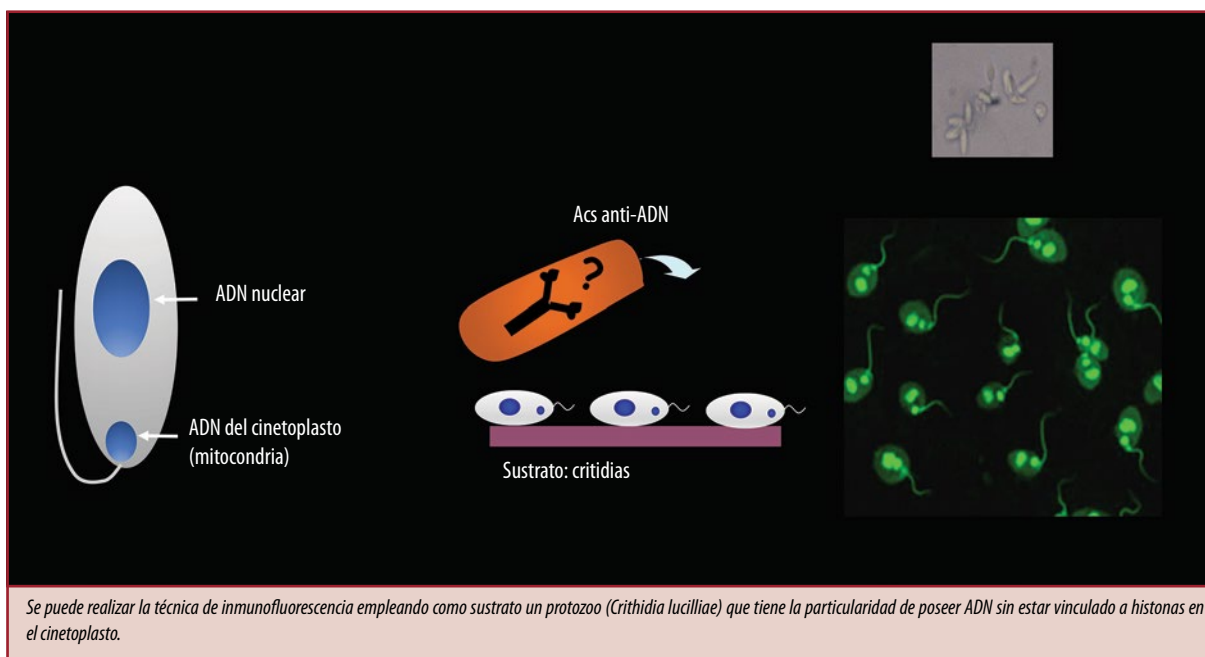 Acs anti-ADN
?
ADN nuclear
ADN del cinetoplasto
(mitocondria)
Sustrato: critidias
Se puede realizar la técnica de inmunofluorescencia empleando como sustrato un protozoo (Crithidia lucilliae) que tiene la particularidad de poseer ADN sin estar vinculado a histonas en
el cinetoplasto.